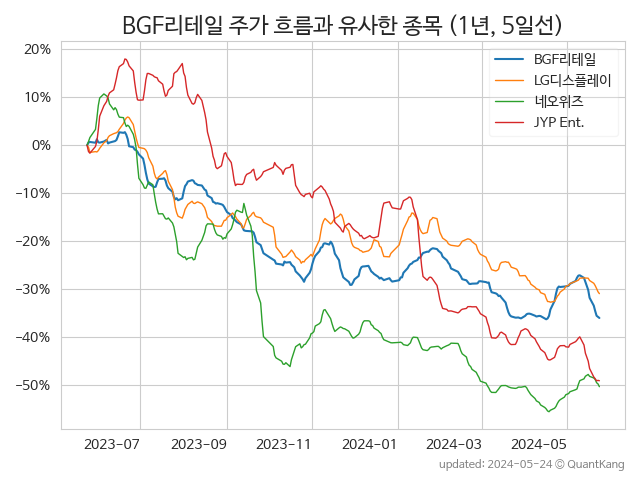 BGF리테일 주가 흐름과 유사한 종목 (1년, 5일선)
20%
10%
0%
−10%
−20%
−30%
−40%
−50%
BGF리테일
LG디스플레이
네오위즈
JYP Ent.
2023-07
2023-09
2023-11
2024-01
2024-03
2024-05
updated: 2024-05-24 © QuantKang